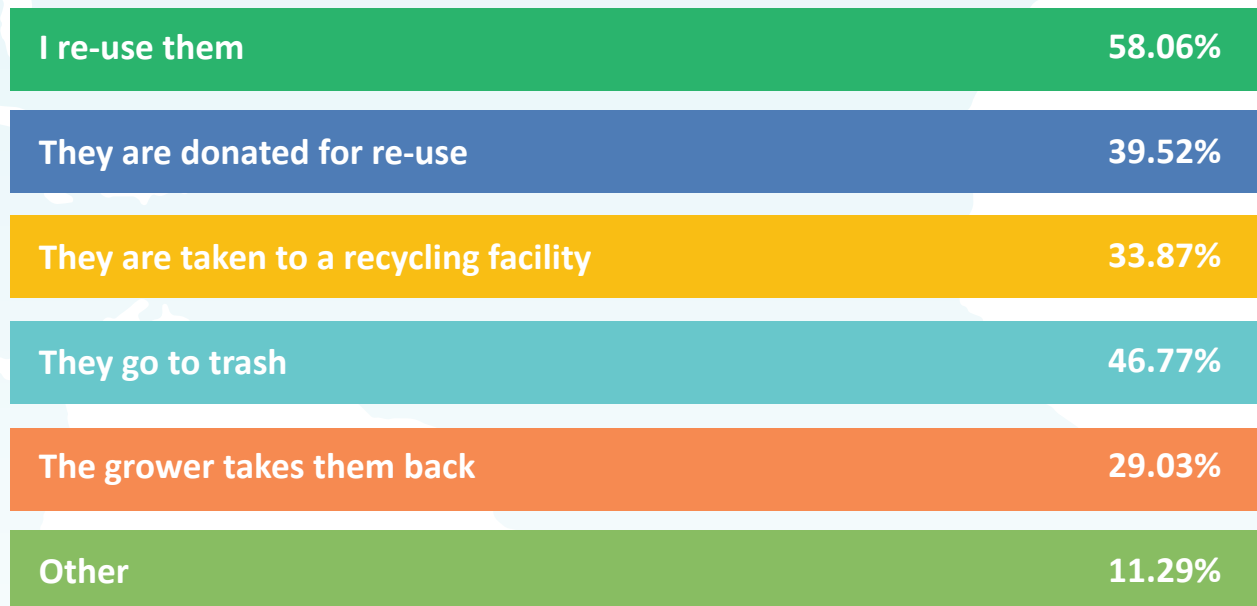 I re-use them 58.06%
They are donated for re-use 39.52%
They are taken to a recycling facility 33.87%
They go to trash 46.77%
The grower takes them back 29.03%
Other 11.29%